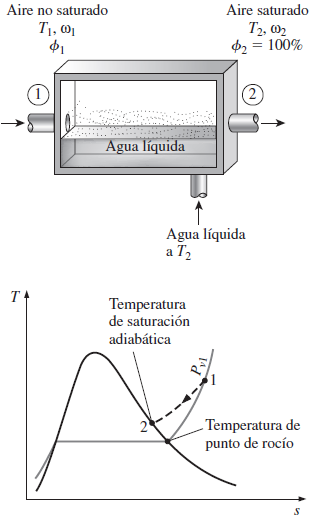 Aire no saturado
T1, ω1
ϕ1
Aire saturado
T2, ω2
ϕ2 = 100%
1
2
Agua líquida
Agua líquida
a T2
T
Temperatura
de saturación
adiabática
Pv1
1
2
Temperatura de
punto de rocío
s